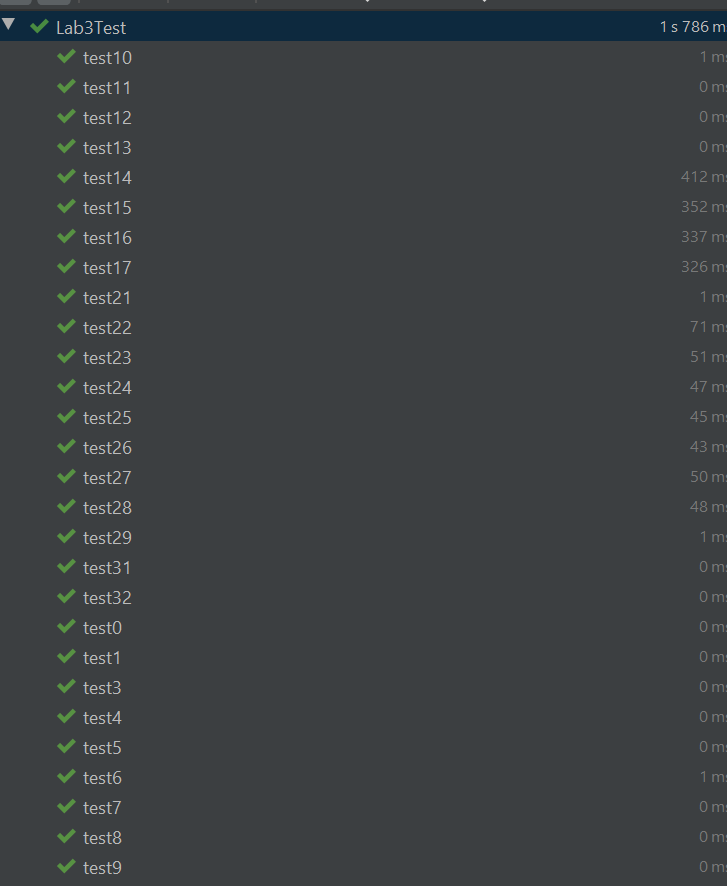 Lab3Test 1 s 786 m
test10 1 ms
test11 0 ms
test12 0 ms
test13 0 ms
test14 412 ms
test15 352 ms
test16 337 ms
test17 326 ms
test21 1 ms
test22 71 ms
test23 51 ms
test24 47 ms
test25 45 ms
test26 43 ms
test27 50 ms
test28 48 ms
test29 1 ms
test31 0 ms
test32 0 ms
test0 0 ms
test1 0 ms
test3 0 ms
test4 0 ms
test5 0 ms
test6 1 ms
test7 0 ms
test8 0 ms
test9 0 ms